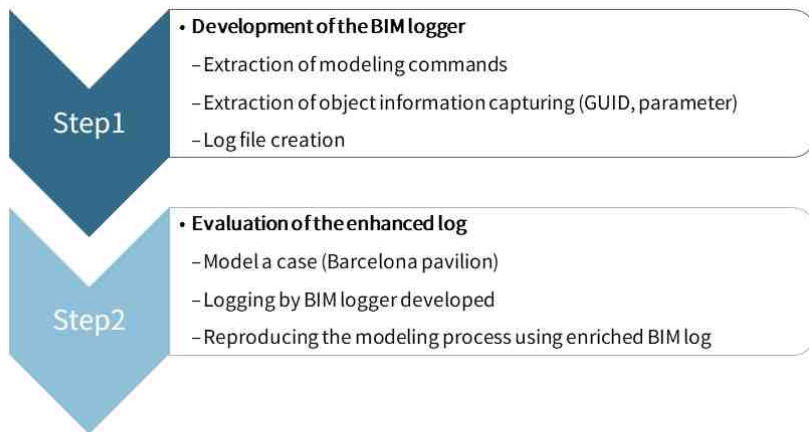 Step1
• Development of the BIM logger
–Extraction of modeling commands
–Extraction of object information capturing (GUID, parameter)
–Log file creation
Step2
• Evaluation of the enhanced log
–Model a case (Barcelona pavilion)
–Logging by BIM logger developed
–Reproducing the modeling process using enriched BIM log